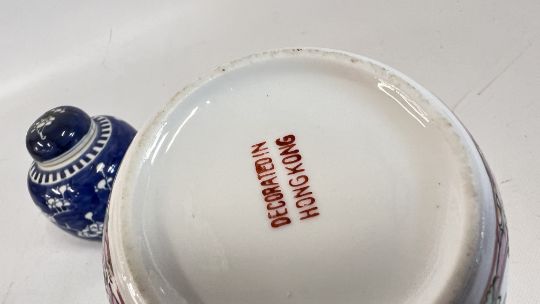 DECORATED IN
HONG KONG